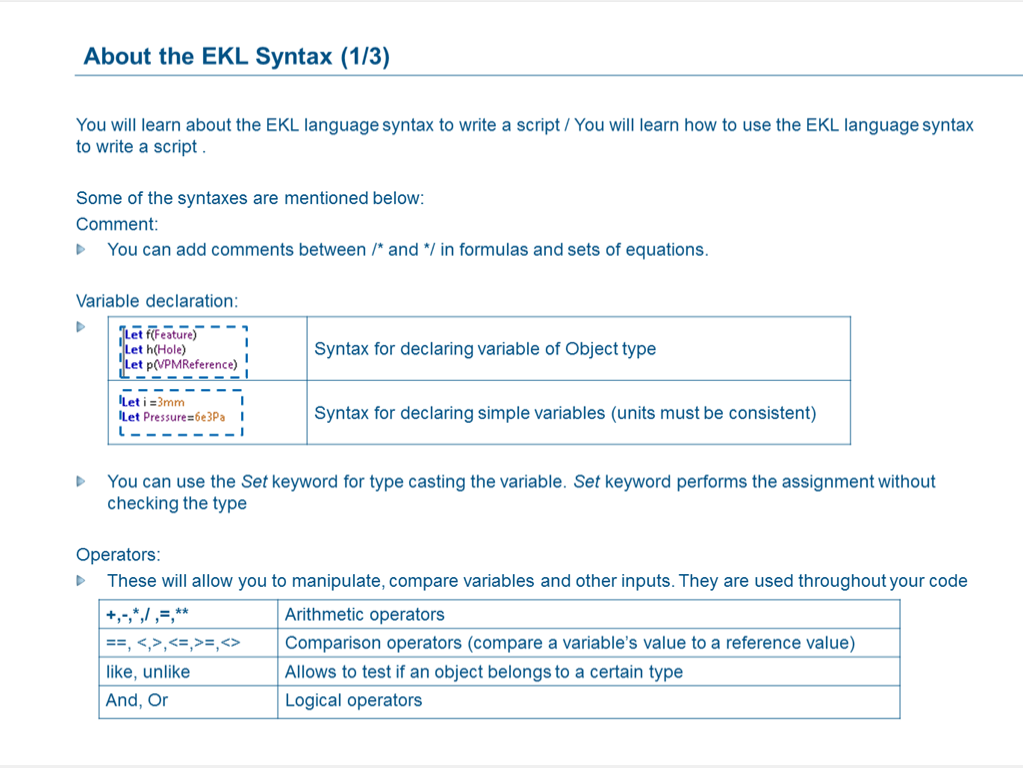 About the EKL Syntax (1/3)
You will learn about the EKL language syntax to write a script / You will learn how to use the EKL language syntax
to write a script .
Some of the syntaxes are mentioned below:
Comment:
You can add comments between /* and */ in formulas and sets of equations.
Variable declaration:
Let f(Feature)
Let h(Hole)
Let p(VPMReference)
Syntax for declaring variable of Object type
Let i =3mm
Let Pressure=6e3Pa
Syntax for declaring simple variables (units must be consistent)
You can use the Set keyword for type casting the variable. Set keyword performs the assignment without
checking the type
Operators:
These will allow you to manipulate, compare variables and other inputs. They are used throughout your code
+,-,*,/ ,=,** Arithmetic operators
==, <,>,<=,>=,<> Comparison operators (compare a variable's value to a reference value)
like, unlike Allows to test if an object belongs to a certain type
And, Or Logical operators